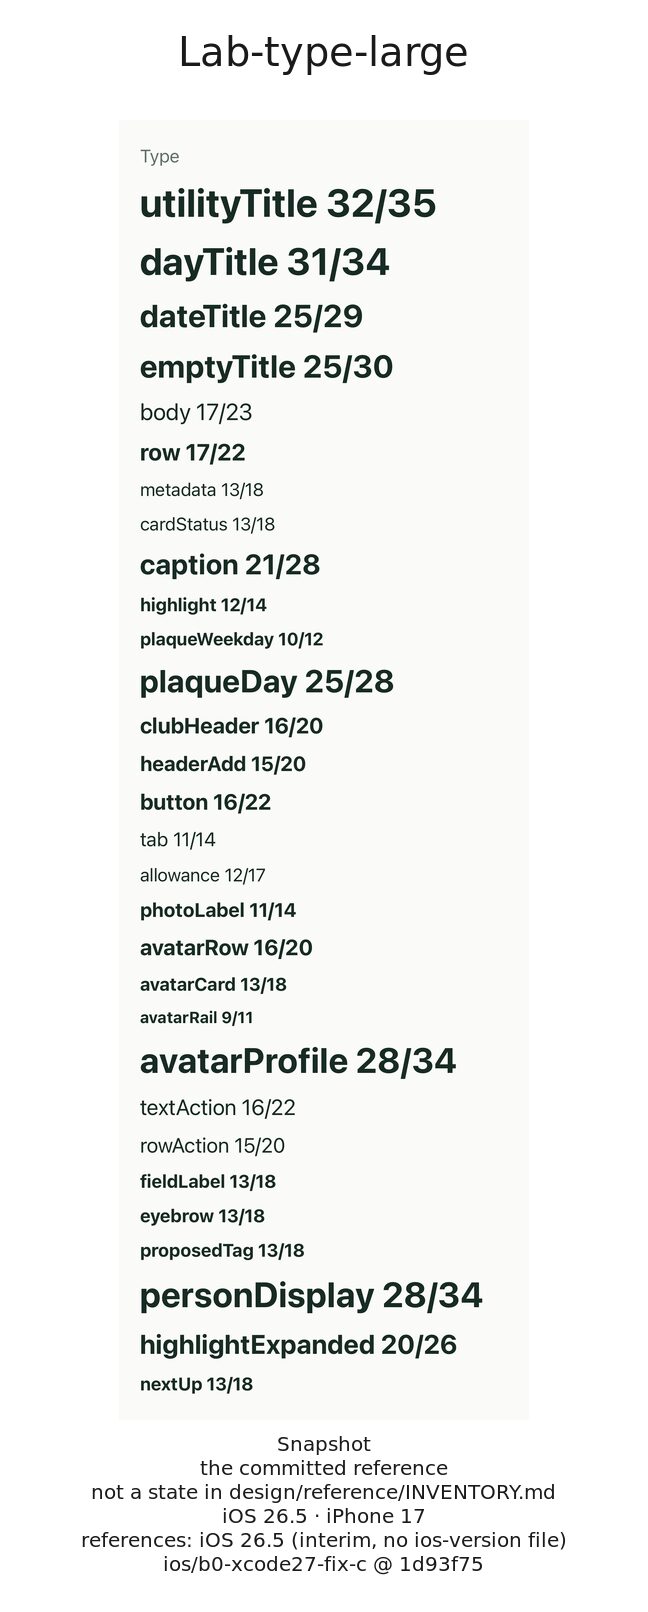 Lab-type-large
Type
utilityTitle 32/35
dayTitle 31/34
dateTitle 25/29
emptyTitle 25/30
body 17/23
row 17/22
metadata 13/18
cardStatus 13/18
caption 21/28
highlight 12/14
plaqueWeekday 10/12
plaqueDay 25/28
clubHeader 16/20
headerAdd 15/20
button 16/22
tab 11/14
allowance 12/17
photoLabel 11/14
avatarRow 16/20
avatarCard 13/18
avatarRail 9/11
avatarProfile 28/34
textAction 16/22
rowAction 15/20
fieldLabel 13/18
eyebrow 13/18
proposedTag 13/18
personDisplay 28/34
highlightExpanded 20/26
nextUp 13/18
Snapshot
the committed reference
not a state in design/reference/INVENTORY.md
iOS 26.5 · iPhone 17
references: iOS 26.5 (interim, no ios-version file)
ios/b0-xcode27-fix-c @ 1d93f75